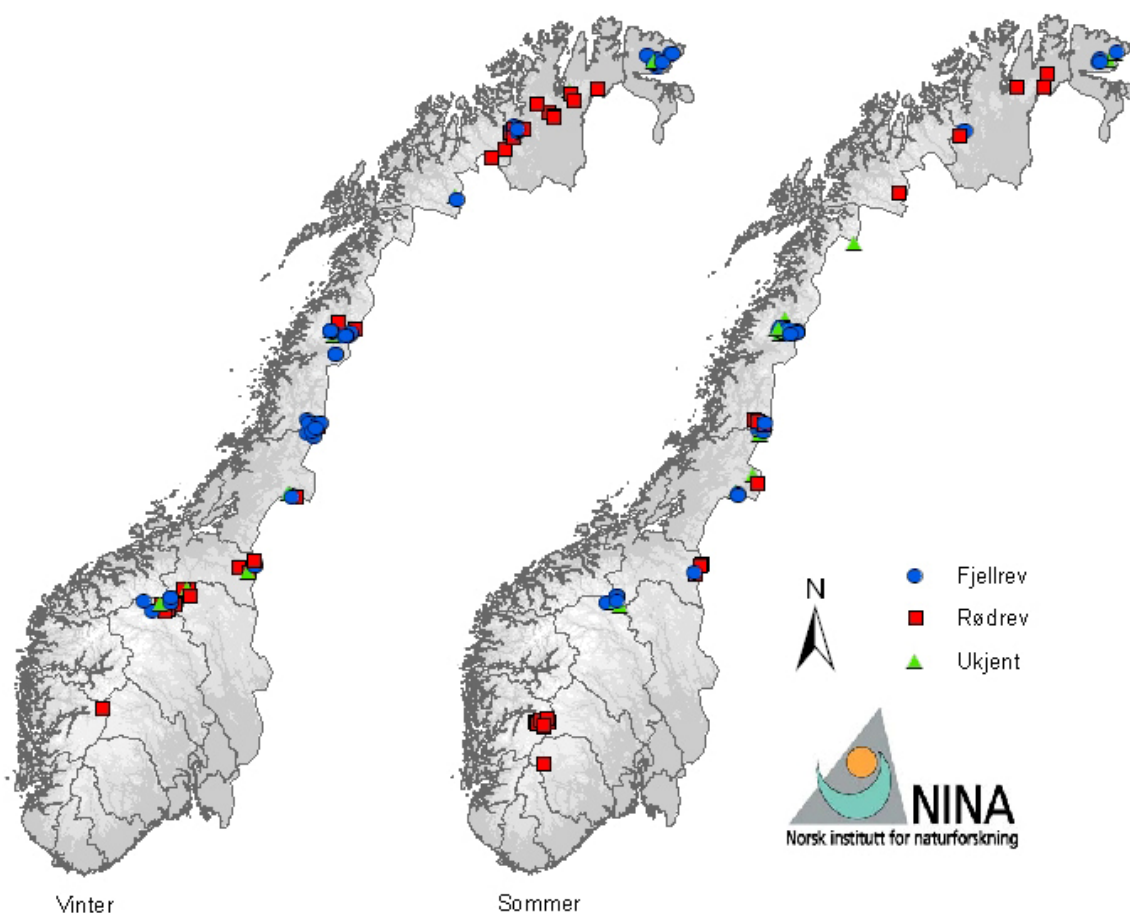 N
Fjellrev
Rødrev
Ukjent
NINA
Norsk institutt for naturforskning
Vinter
Sommer